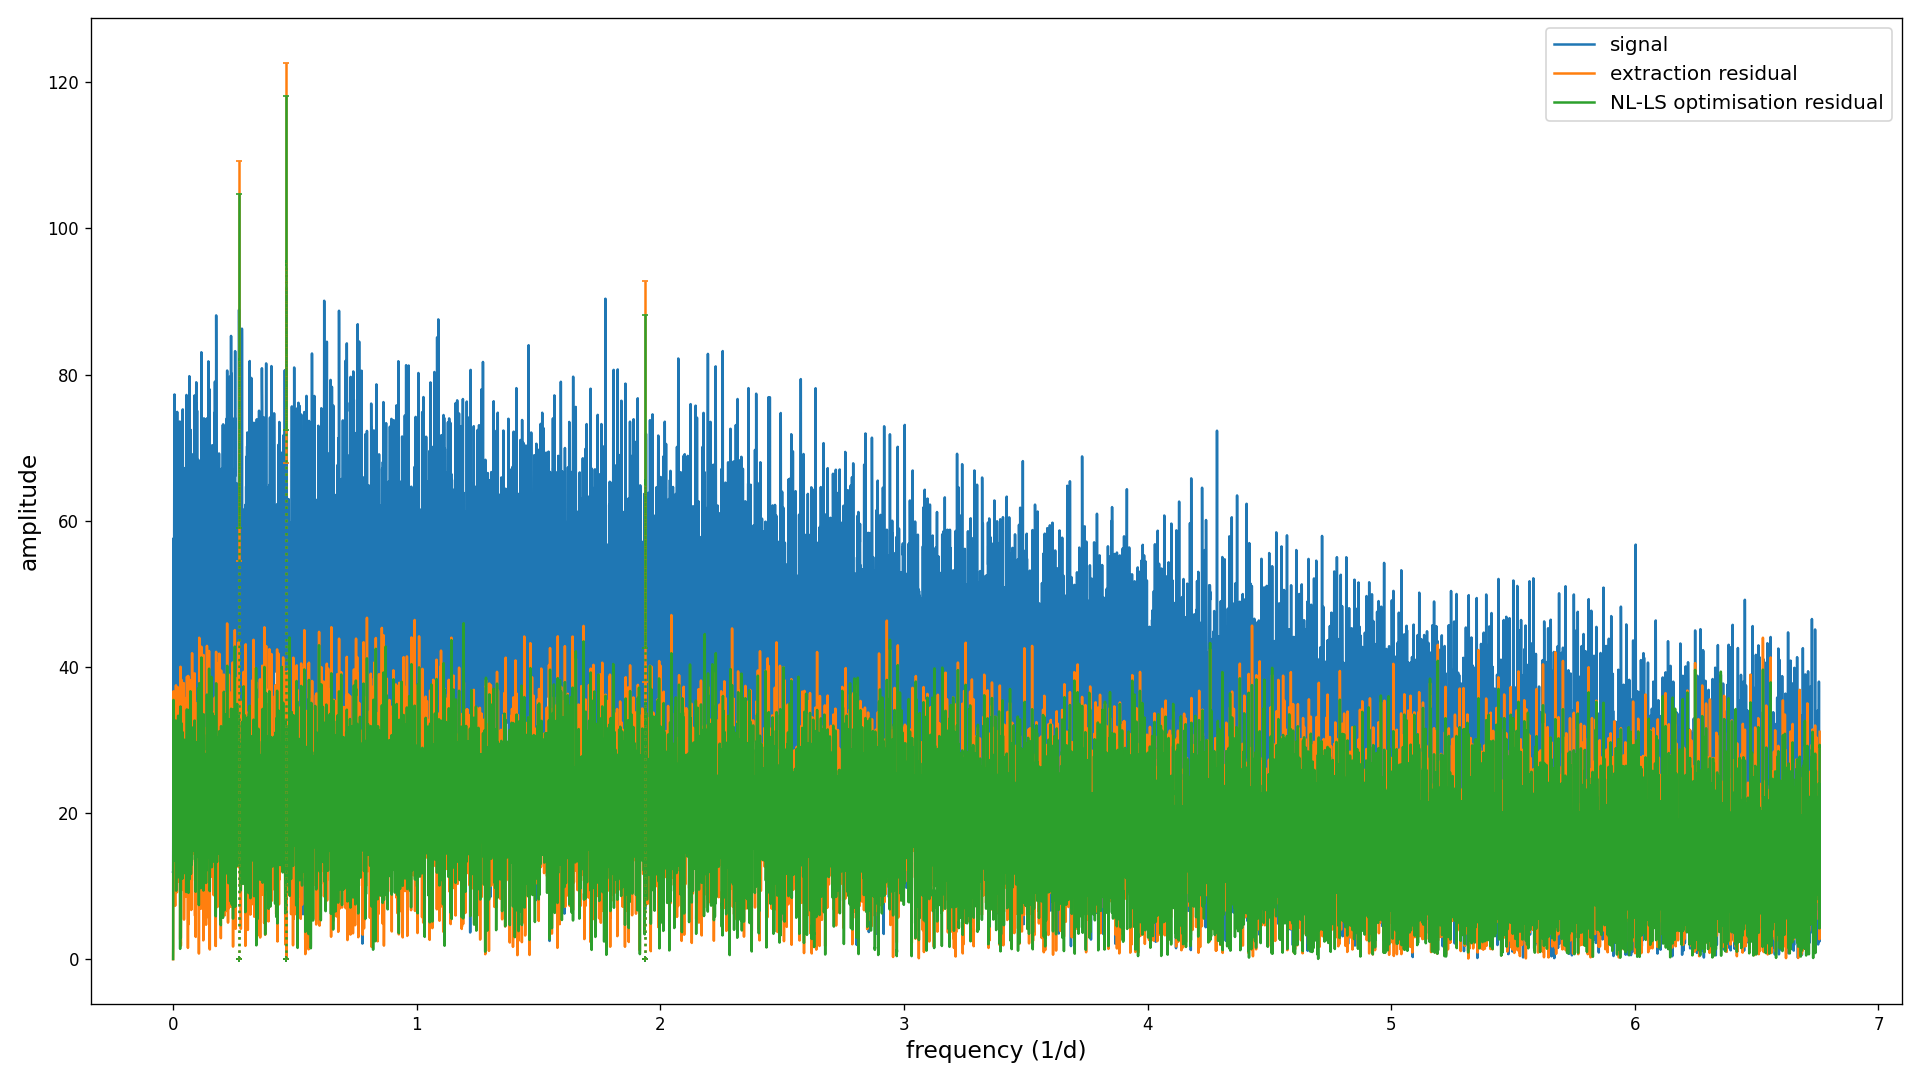 signal
extraction residual
NL-LS optimisation residual
amplitude
120
100
80
60
40
20
0
0 1 2 3 4 5 6 7
frequency (1/d)